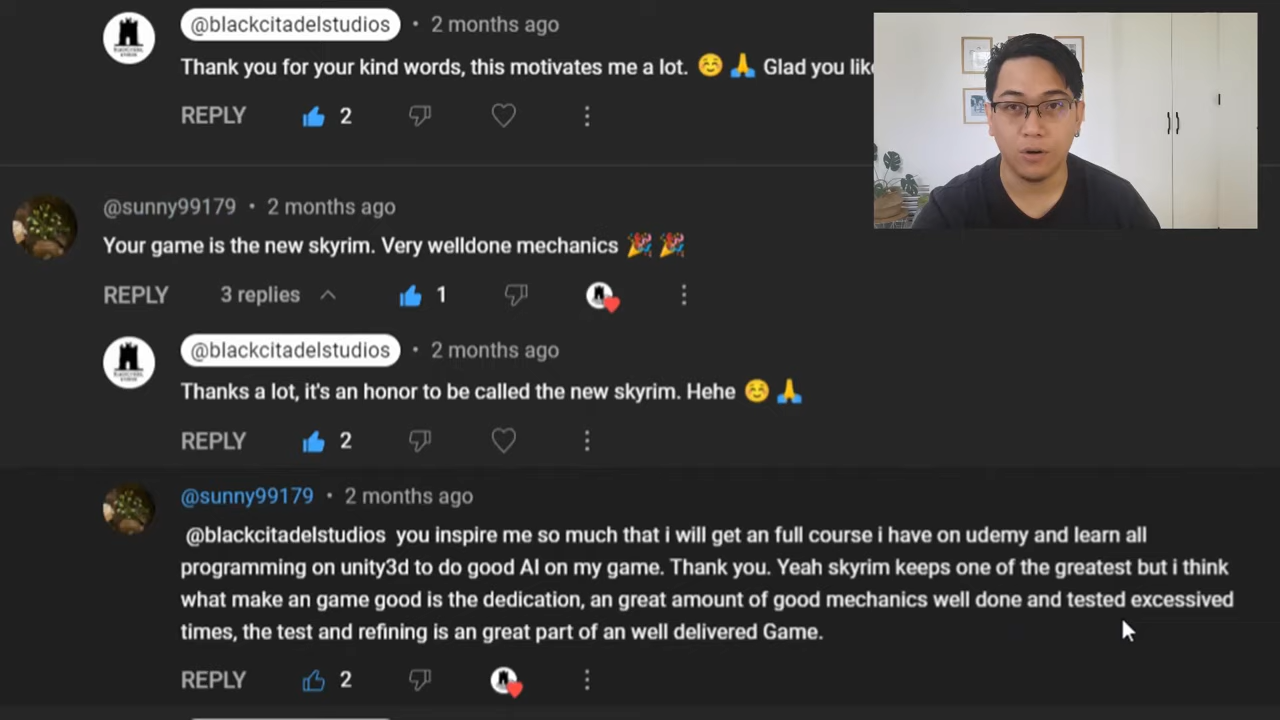 @blackcitadelstudios • 2 months ago
Thank you for your kind words, this motivates me a lot. ☺️ 🙏 Glad you like
REPLY 2
@sunny99179 • 2 months ago
Your game is the new skyrim. Very welldone mechanics 🎉 🎉
REPLY 3 replies 1
@blackcitadelstudios • 2 months ago
Thanks a lot, it's an honor to be called the new skyrim. Hehe ☺️ 🙏
REPLY 2
@sunny99179 • 2 months ago
@blackcitadelstudios you inspire me so much that i will get an full course i have on udemy and learn all
programming on unity3d to do good AI on my game. Thank you. Yeah skyrim keeps one of the greatest but i think
what make an game good is the dedication, an great amount of good mechanics well done and tested excessived
times, the test and refining is an great part of an well delivered Game.
REPLY 2